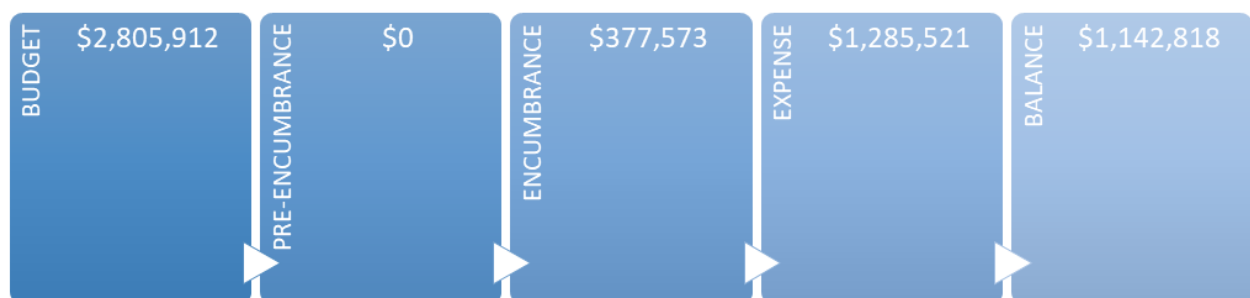 BUDGET
$2,805,912
PRE-ENCUMBRANCE
$0
ENCUMBRANCE
$377,573
EXPENSE
$1,285,521
BALANCE
$1,142,818